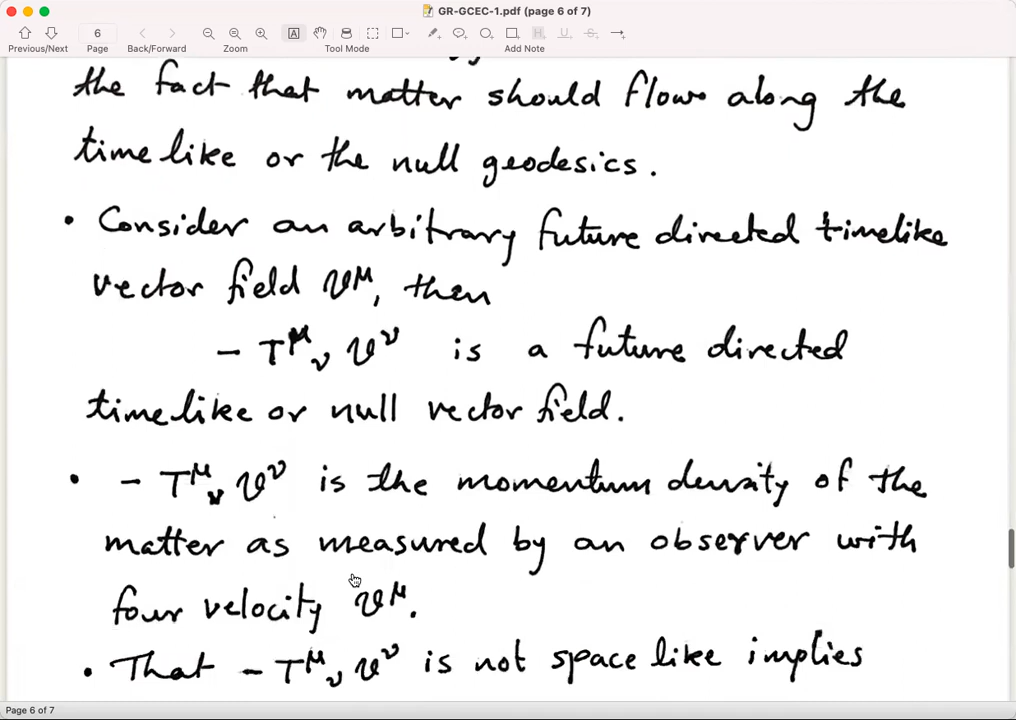 GR-GCEC-1.pdf (page 6 of 7)
6
Previous/Next Page Back/Forward Zoom Tool Mode Add Note
the fact that matter should flows along the
timelike or the null geodesics.
• Consider an arbitrary future directed timelike
vector field v^μ, then
− T^μ_ν v^ν is a future directed
timelike or null vector field.
• − T^μ_ν v^ν is the momentum density of the
matter as measured by an observer with
four velocity v^μ.
• That − T^μ_ν v^ν is not space like implies
Page 6 of 7